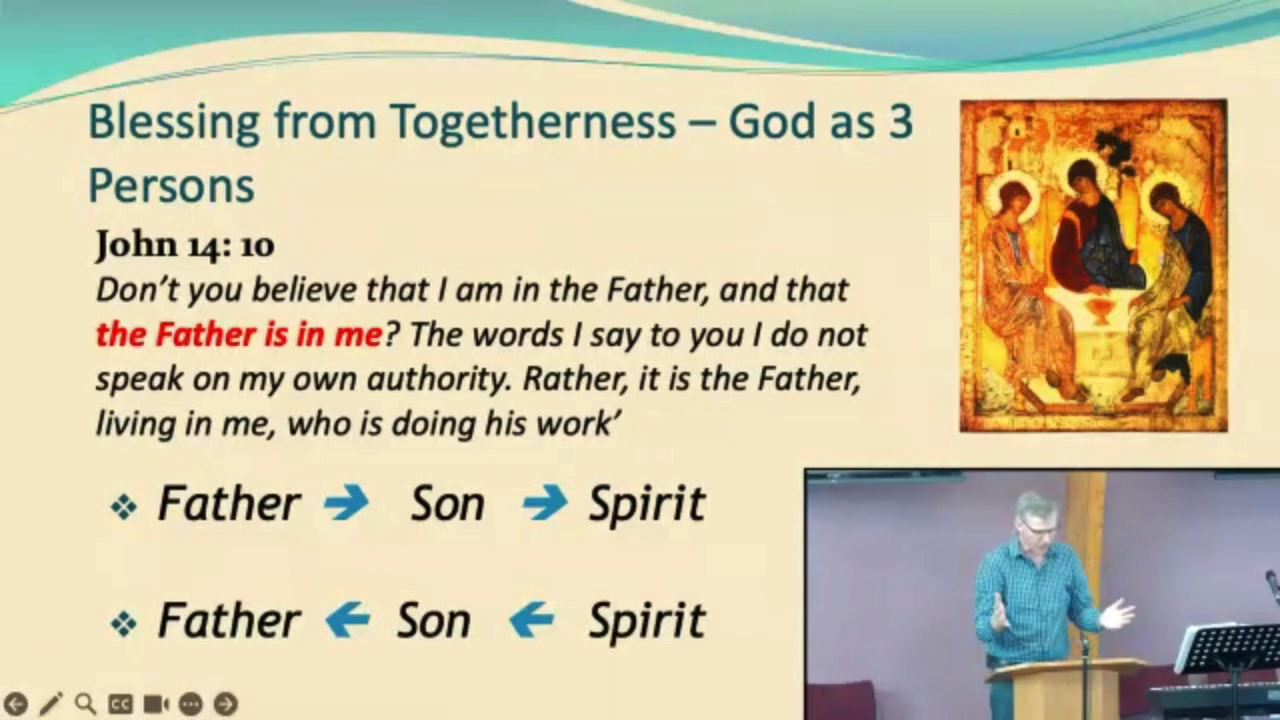 Blessing from Togetherness – God as 3
Persons
John 14: 10
Don’t you believe that I am in the Father, and that
the Father is in me? The words I say to you I do not
speak on my own authority. Rather, it is the Father,
living in me, who is doing his work’
❖ Father → Son → Spirit
❖ Father ← Son ← Spirit
CC